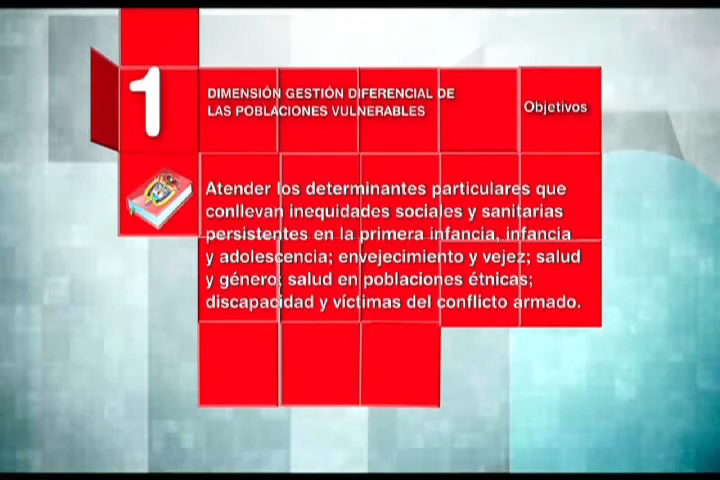 1
DIMENSIÓN GESTIÓN DIFERENCIAL DE
LAS POBLACIONES VULNERABLES
Objetivos
Atender los determinantes particulares que
conllevan inequidades sociales y sanitarias
persistentes en la primera infancia, infancia
y adolescencia; envejecimiento y vejez; salud
y género; salud en poblaciones étnicas;
discapacidad y víctimas del conflicto armado.